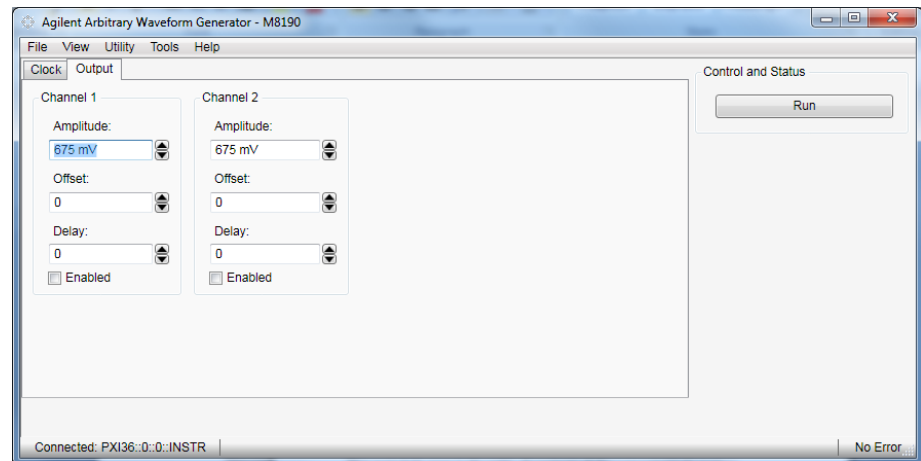 Agilent Arbitrary Waveform Generator - M8190
File View Utility Tools Help
Clock Output
Control and Status
Run
Channel 1
Amplitude:
675 mV
Offset:
0
Delay:
0
Enabled
Channel 2
Amplitude:
675 mV
Offset:
0
Delay:
0
Enabled
Connected: PXI36::0::0::INSTR
No Error